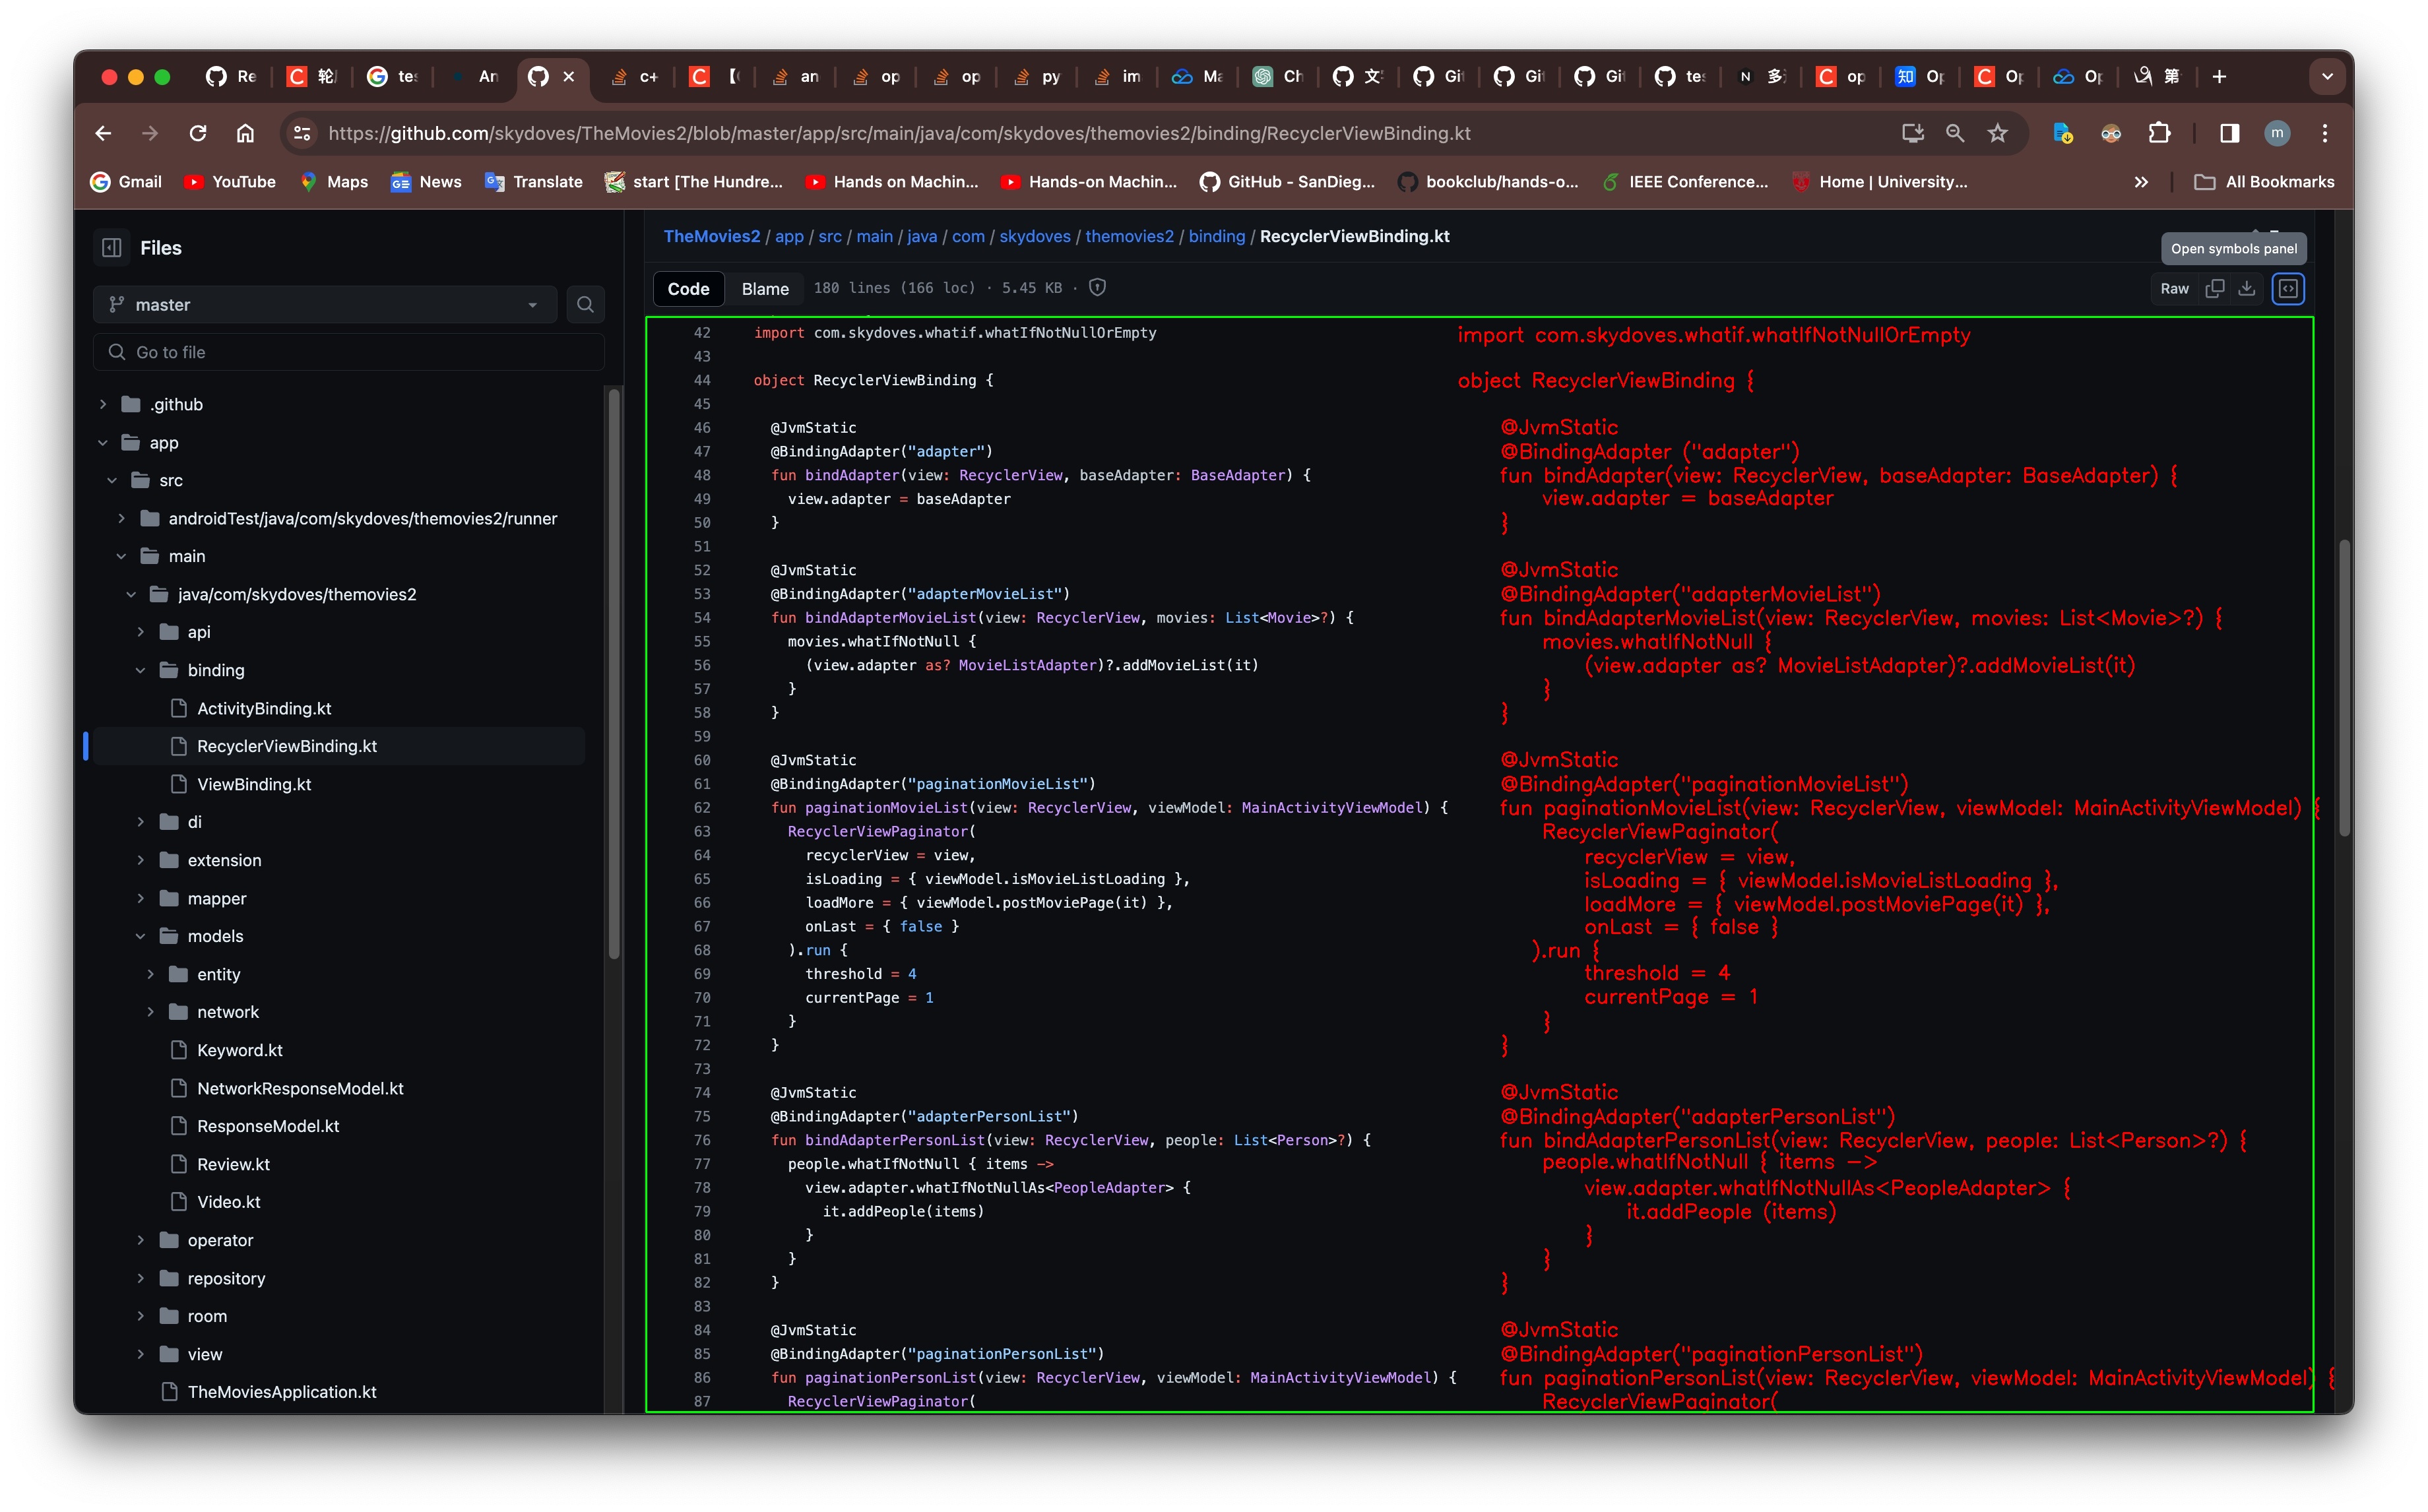 Re
轮
tes
An
c+
an
op
op
py
im
Ma
Ch
文
Git
Git
Git
tes
多
op
Op
Op
Op
第
https://github.com/skydoves/TheMovies2/blob/master/app/src/main/java/com/skydoves/themovies2/binding/RecyclerViewBinding.kt
m
Gmail YouTube Maps News Translate start [The Hundre... Hands on Machin... Hands-on Machin... GitHub - SanDieg... bookclub/hands-o... IEEE Conference... Home | University... » All Bookmarks
Files
master
Go to file
.github
app
src
androidTest/java/com/skydoves/themovies2/runner
main
java/com/skydoves/themovies2
api
binding
ActivityBinding.kt
RecyclerViewBinding.kt
ViewBinding.kt
di
extension
mapper
models
entity
network
Keyword.kt
NetworkResponseModel.kt
ResponseModel.kt
Review.kt
Video.kt
operator
repository
room
view
TheMoviesApplication.kt
TheMovies2 / app / src / main / java / com / skydoves / themovies2 / binding / RecyclerViewBinding.kt
Open symbols panel
Code Blame 180 lines (166 loc) · 5.45 KB · Raw
42 import com.skydoves.whatif.whatIfNotNullOrEmpty
43
44 object RecyclerViewBinding {
45
46 @JvmStatic
47 @BindingAdapter("adapter")
48 fun bindAdapter(view: RecyclerView, baseAdapter: BaseAdapter) {
49 view.adapter = baseAdapter
50 }
51
52 @JvmStatic
53 @BindingAdapter("adapterMovieList")
54 fun bindAdapterMovieList(view: RecyclerView, movies: List<Movie>?) {
55 movies.whatIfNotNull {
56 (view.adapter as? MovieListAdapter)?.addMovieList(it)
57 }
58 }
59
60 @JvmStatic
61 @BindingAdapter("paginationMovieList")
62 fun paginationMovieList(view: RecyclerView, viewModel: MainActivityViewModel) {
63 RecyclerViewPaginator(
64 recyclerView = view,
65 isLoading = { viewModel.isMovieListLoading },
66 loadMore = { viewModel.postMoviePage(it) },
67 onLast = { false }
68 ).run {
69 threshold = 4
70 currentPage = 1
71 }
72 }
73
74 @JvmStatic
75 @BindingAdapter("adapterPersonList")
76 fun bindAdapterPersonList(view: RecyclerView, people: List<Person>?) {
77 people.whatIfNotNull { items ->
78 view.adapter.whatIfNotNullAs<PeopleAdapter> {
79 it.addPeople(items)
80 }
81 }
82 }
83
84 @JvmStatic
85 @BindingAdapter("paginationPersonList")
86 fun paginationPersonList(view: RecyclerView, viewModel: MainActivityViewModel) {
87 RecyclerViewPaginator(
import com.skydoves.whatif.whatIfNotNullOrEmpty
object RecyclerViewBinding {
@JvmStatic
@BindingAdapter ("adapter")
fun bindAdapter(view: RecyclerView, baseAdapter: BaseAdapter) {
view.adapter = baseAdapter
}
@JvmStatic
@BindingAdapter("adapterMovieList")
fun bindAdapterMovieList(view: RecyclerView, movies: List<Movie>?) {
movies.whatIfNotNull {
(view.adapter as? MovieListAdapter)?.addMovieList(it)
}
}
@JvmStatic
@BindingAdapter("paginationMovieList")
fun paginationMovieList(view: RecyclerView, viewModel: MainActivityViewModel) {
RecyclerViewPaginator(
recyclerView = view,
isLoading = { viewModel.isMovieListLoading },
loadMore = { viewModel.postMoviePage(it) },
onLast = { false }
).run {
threshold = 4
currentPage = 1
}
}
@JvmStatic
@BindingAdapter("adapterPersonList")
fun bindAdapterPersonList(view: RecyclerView, people: List<Person>?) {
people.whatIfNotNull { items ->
view.adapter.whatIfNotNullAs<PeopleAdapter> {
it.addPeople (items)
}
}
}
@JvmStatic
@BindingAdapter("paginationPersonList")
fun paginationPersonList(view: RecyclerView, viewModel: MainActivityViewModel) {
RecyclerViewPaginator(